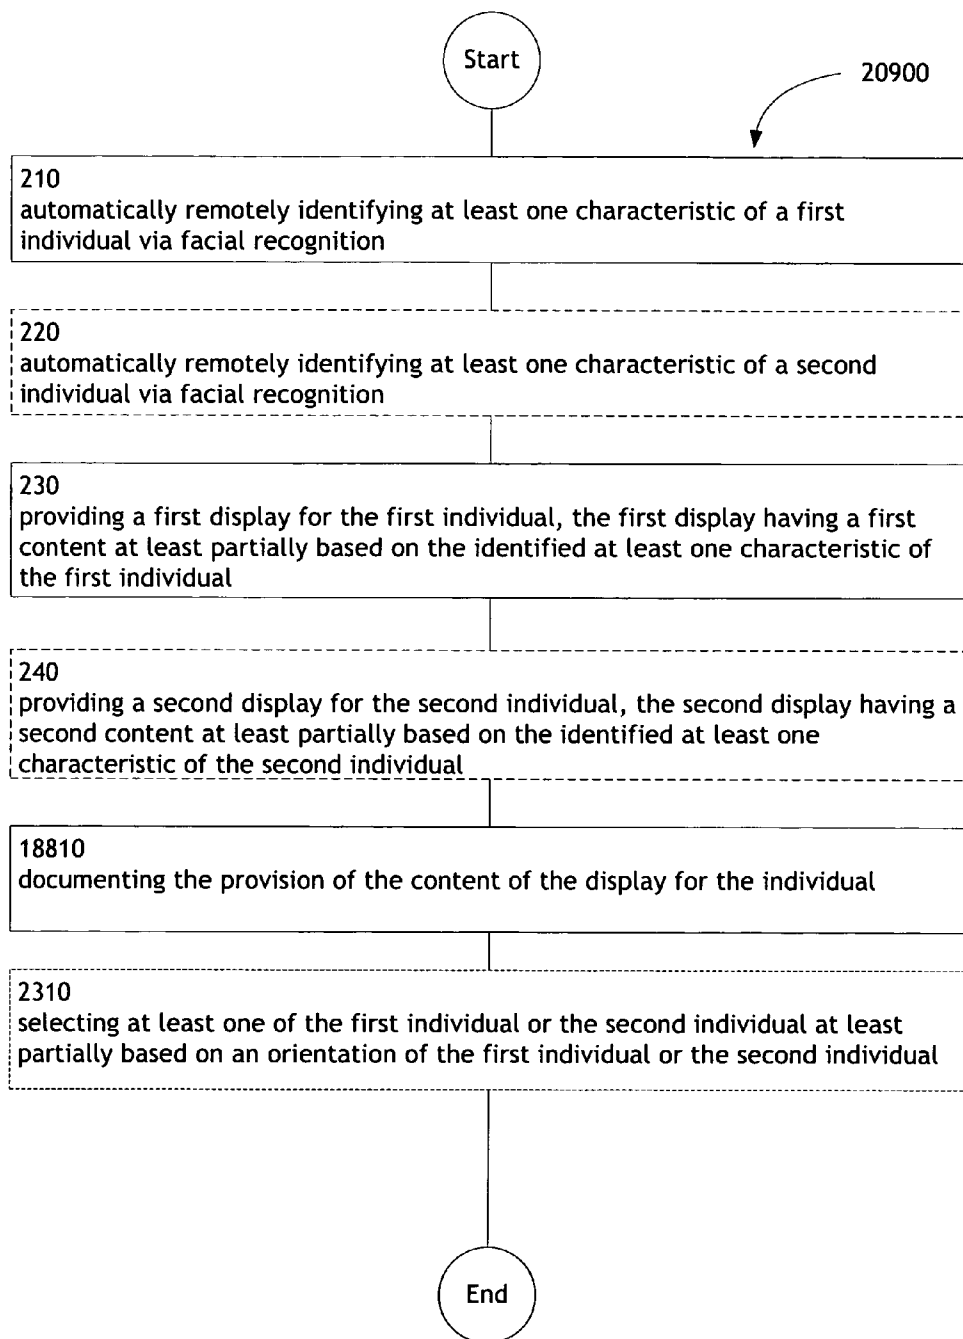 Start
20900
210
automatically remotely identifying at least one characteristic of a first
individual via facial recognition
220
automatically remotely identifying at least one characteristic of a second
individual via facial recognition
230
providing a first display for the first individual, the first display having a first
content at least partially based on the identified at least one characteristic of
the first individual
240
providing a second display for the second individual, the second display having a
second content at least partially based on the identified at least one
characteristic of the second individual
18810
documenting the provision of the content of the display for the individual
2310
selecting at least one of the first individual or the second individual at least
partially based on an orientation of the first individual or the second individual
End